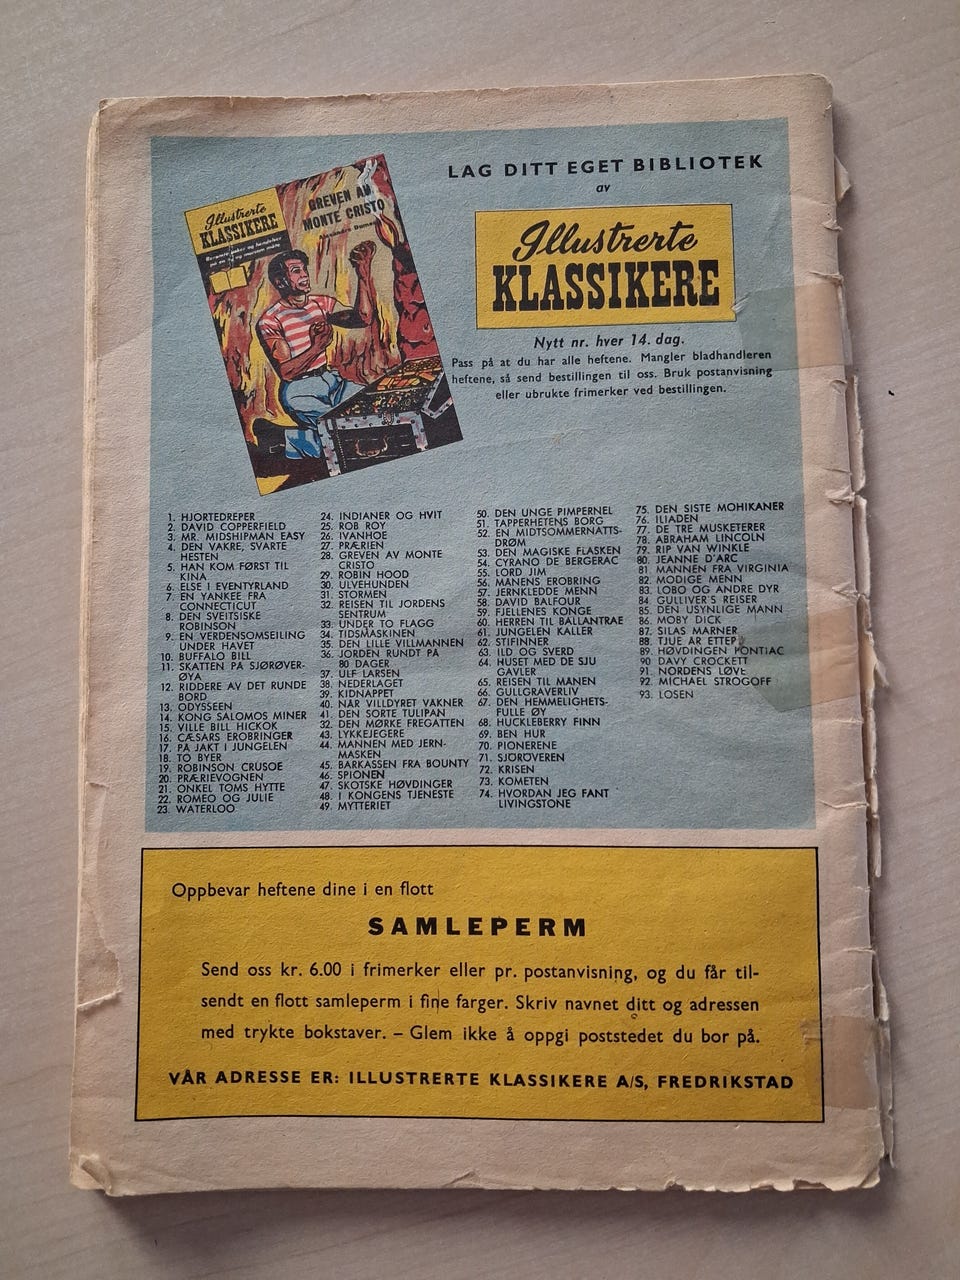 LAG DITT EGET BIBLIOTEK
av
Illustrerte
KLASSIKERE
Nytt nr. hver 14. dag.
Pass på at du har alle heftene. Mangler bladhandleren
heftene, så send bestillingen til oss. Bruk postanvisning
eller ubrukte frimerker ved bestillingen.
Illustrerte
KLASSIKERE
GREVEN AV
MONTE CRISTO
Alexandre Dumas
1. HJORTEDREPER
2. DAVID COPPERFIELD
3. MR. MIDSHIPMAN EASY
4. DEN VAKRE, SVARTE
HESTEN
5. HAN KOM FØRST TIL
KINA
6. ELSE I EVENTYRLAND
7. EN YANKEE FRA
CONNECTICUT
8. DEN SVEITSISKE
ROBINSON
9. EN VERDENSOMSEILING
UNDER HAVET
10. BUFFALO BILL
11. SKATTEN PÅ SJØRØVER-
ØYA
12. RIDDERE AV DET RUNDE
BORD
13. ODYSSEEN
14. KONG SALOMOS MINER
15. VILLE BILL HICKOK
16. CÆSARS EROBRINGER
17. PÅ JAKT I JUNGELEN
18. TO BYER
19. ROBINSON CRUSOE
20. PRÆRIEVOGNEN
21. ONKEL TOMS HYTTE
22. ROMEO OG JULIE
23. WATERLOO
24. INDIANER OG HVIT
25. ROB ROY
26. IVANHOE
27. PRÆRIEN
28. GREVEN AV MONTE
CRISTO
29. ROBIN HOOD
30. ULVEHUNDEN
31. STORMEN
32. REISEN TIL JORDENS
SENTRUM
33. UNDER TO FLAGG
34. TIDSMASKINEN
35. DEN LILLE VILLMANNEN
36. JORDEN RUNDT PÅ
80 DAGER
37. ULF LARSEN
38. NEDERLAGET
39. KIDNAPPET
40. NÅR VILLDYRET VAKNER
41. DEN SORTE TULIPAN
32. DEN MØRKE FREGATTEN
43. LYKKEJEGERE
44. MANNEN MED JERN-
MASKEN
45. BARKASSEN FRA BOUNTY
46. SPIONEN
47. SKOTSKE HØVDINGER
48. I KONGENS TJENESTE
49. MYTTERIET
50. DEN UNGE PIMPERNEL
51. TAPPERHETENS BORG
52. EN MIDTSOMMERNATTS-
DRØM
53. DEN MAGISKE FLASKEN
54. CYRANO DE BERGERAC
55. LORD JIM
56. MANENS EROBRING
57. JERNKLEDDE MENN
58. DAVID BALFOUR
59. FJELLENES KONGE
60. HERREN TIL BALLANTRAE
61. JUNGELEN KALLER
62. STIFINNER
63. ILD OG SVERD
64. HUSET MED DE SJU
GAVLER
65. REISEN TIL MÅNEN
66. GULLGRAVERLIV
67. DEN HEMMELIGHETS-
FULLE ØY
68. HUCKLEBERRY FINN
69. BEN HUR
70. PIONERENE
71. SJØRØVEREN
72. KRISEN
73. KOMETEN
74. HVORDAN JEG FANT
LIVINGSTONE
75. DEN SISTE MOHIKANER
76. ILIADEN
77. DE TRE MUSKETERER
78. ABRAHAM LINCOLN
79. RIP VAN WINKLE
80. JEANNE D'ARC
81. MANNEN FRA VIRGINIA
82. MODIGE MENN
83. LOBO OG ANDRE DYR
84. GULLIVER'S REISER
85. DEN USYNLIGE MANN
86. MOBY DICK
87. SILAS MARNER
88. TJUE ÅR ETTER
89. HØVDINGEN PONTIAC
90. DAVY CROCKETT
91. NORDENS LØVE
92. MICHAEL STROGOFF
93. LOSEN
Oppbevar heftene dine i en flott
SAMLEPERM
Send oss kr. 6.00 i frimerker eller pr. postanvisning, og du får til-
sendt en flott samleperm i fine farger. Skriv navnet ditt og adressen
med trykte bokstaver. – Glem ikke å oppgi poststedet du bor på.
VÅR ADRESSE ER: ILLUSTRERTE KLASSIKERE A/S, FREDRIKSTAD